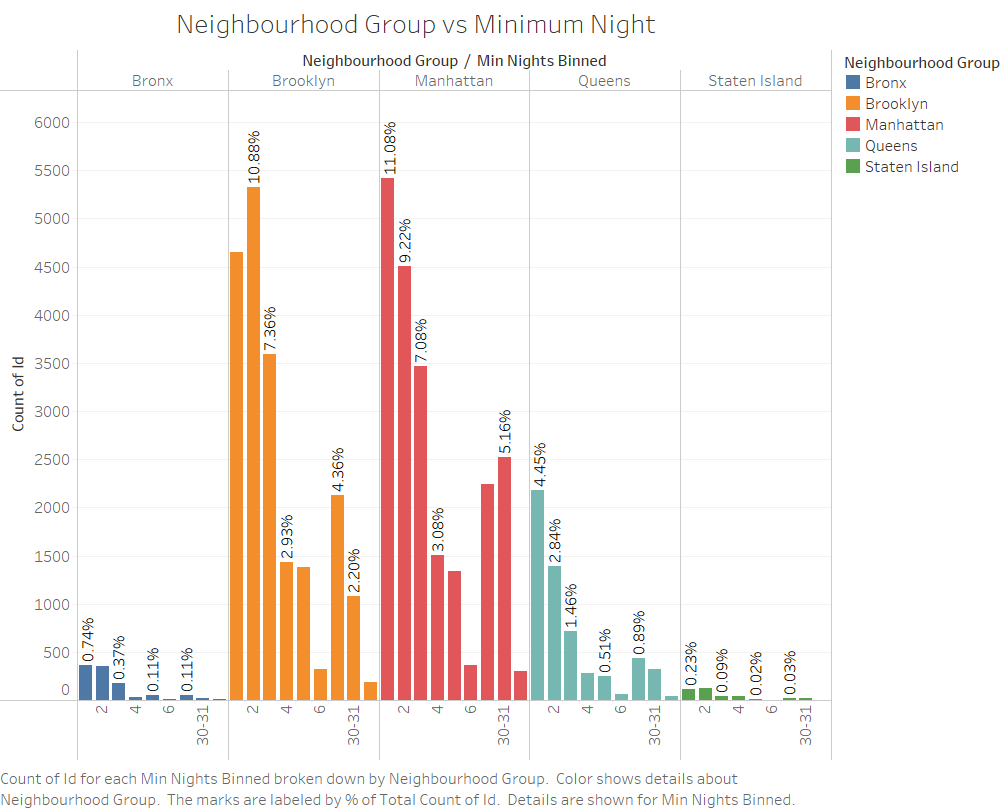 Neighbourhood Group vs Minimum Night
Neighbourhood Group / Min Nights Binned
Bronx Brooklyn Manhattan Queens Staten Island
Neighbourhood Group
Bronx
Brooklyn
Manhattan
Queens
Staten Island
Count of Id
6000
5500
5000
4500
4000
3500
3000
2500
2000
1500
1000
500
0
0.74% 0.37% 0.11% 0.11%
10.88% 7.36% 2.93% 4.36% 2.20%
11.08% 9.22% 7.08% 3.08% 5.16%
4.45% 2.84% 1.46% 0.51% 0.89%
0.23% 0.09% 0.02% 0.03%
2 4 6 30-31 2 4 6 30-31 2 4 6 30-31 2 4 6 30-31 2 4 6 30-31
Count of Id for each Min Nights Binned broken down by Neighbourhood Group. Color shows details about
Neighbourhood Group. The marks are labeled by % of Total Count of Id. Details are shown for Min Nights Binned.